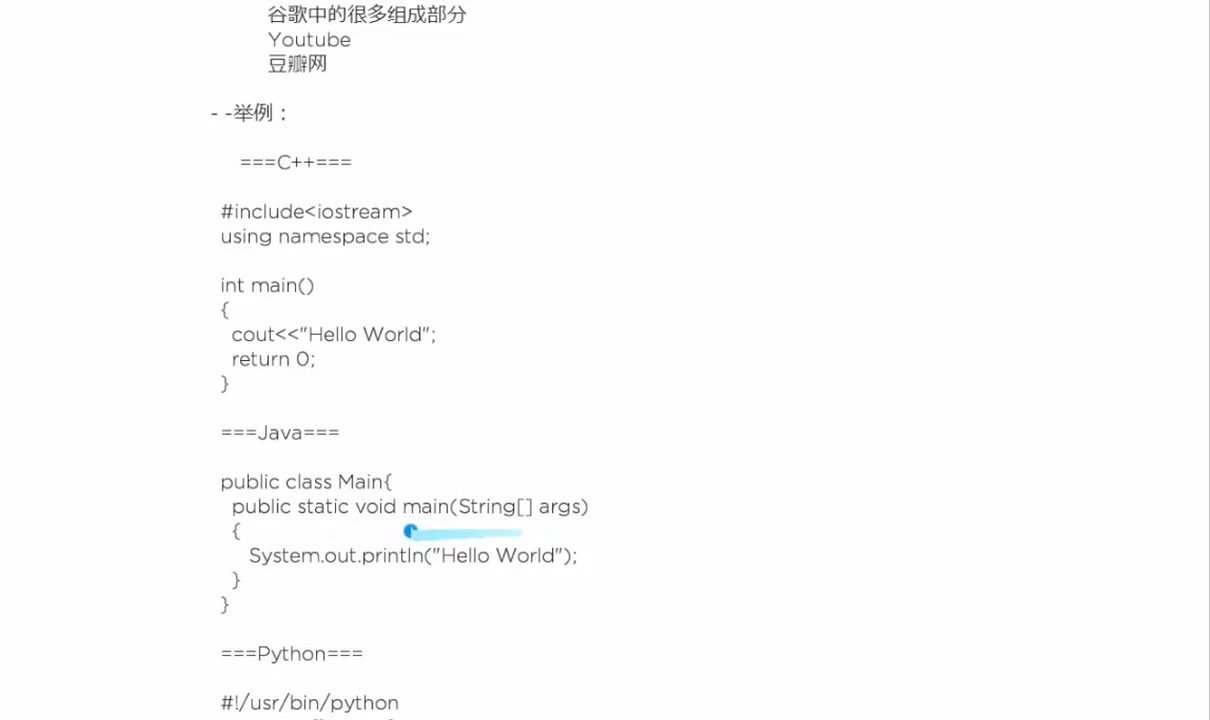 谷歌中的很多组成部分
Youtube
豆瓣网
- -举例：
===C++===
#include<iostream>
using namespace std;
int main()
{
cout<<"Hello World";
return 0;
}
===Java===
public class Main{
public static void main(String[] args)
{
System.out.println("Hello World");
}
}
===Python===
#!/usr/bin/python